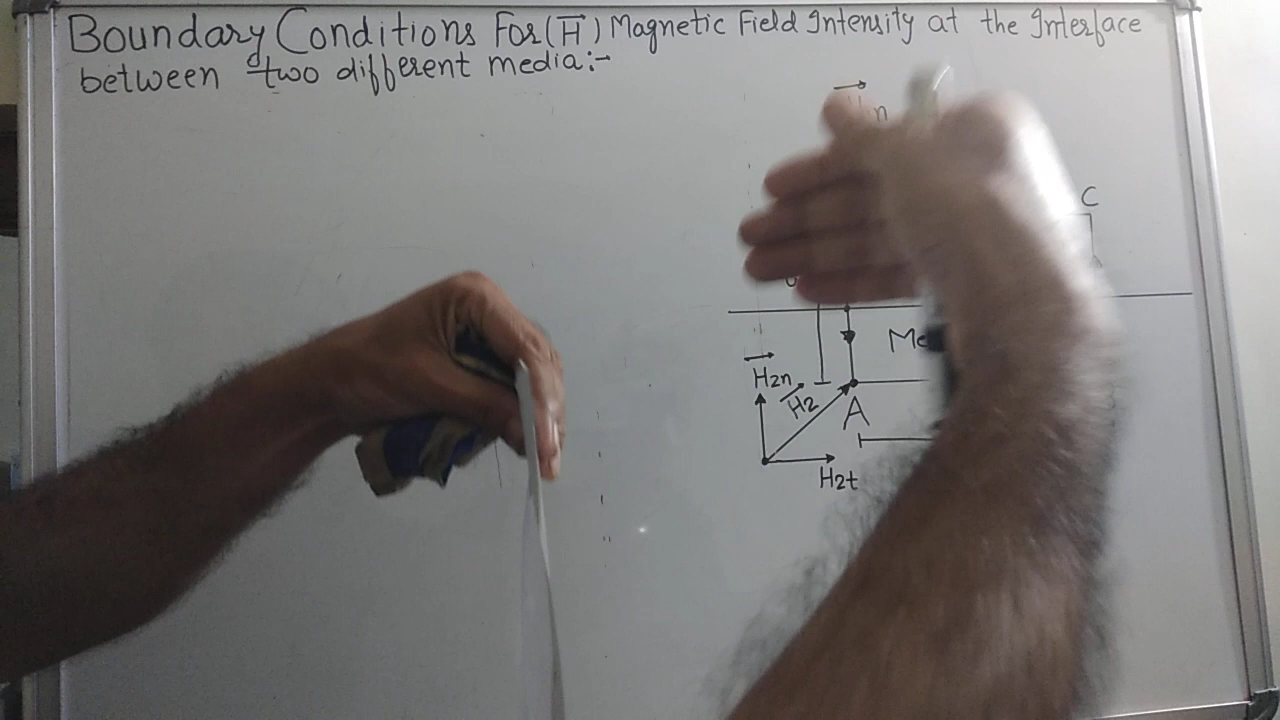 Boundary Conditions For (H) Magnetic Field Intensity at the Interface
between two different media:-
n
C
H2n
H2
A
H2t